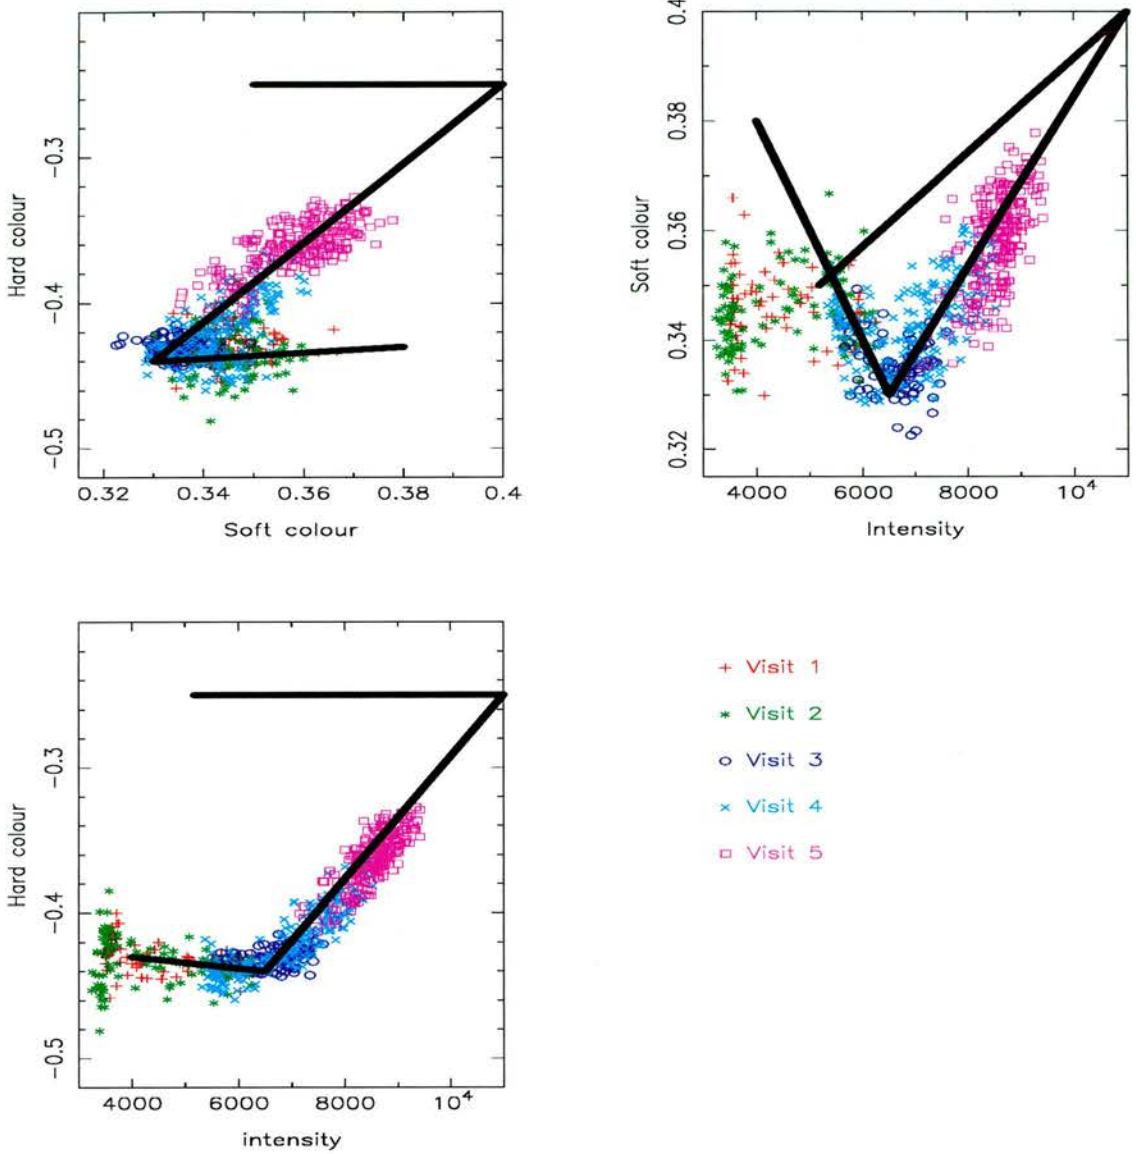 Hard colour
-0.3
-0.4
-0.5
0.32 0.34 0.36 0.38 0.4
Soft colour
Soft colour
0.4
0.38
0.36
0.34
0.32
4000 6000 8000 10⁴
Intensity
Hard colour
-0.3
-0.4
-0.5
4000 6000 8000 10⁴
intensity
+ Visit 1
* Visit 2
o Visit 3
× Visit 4
□ Visit 5